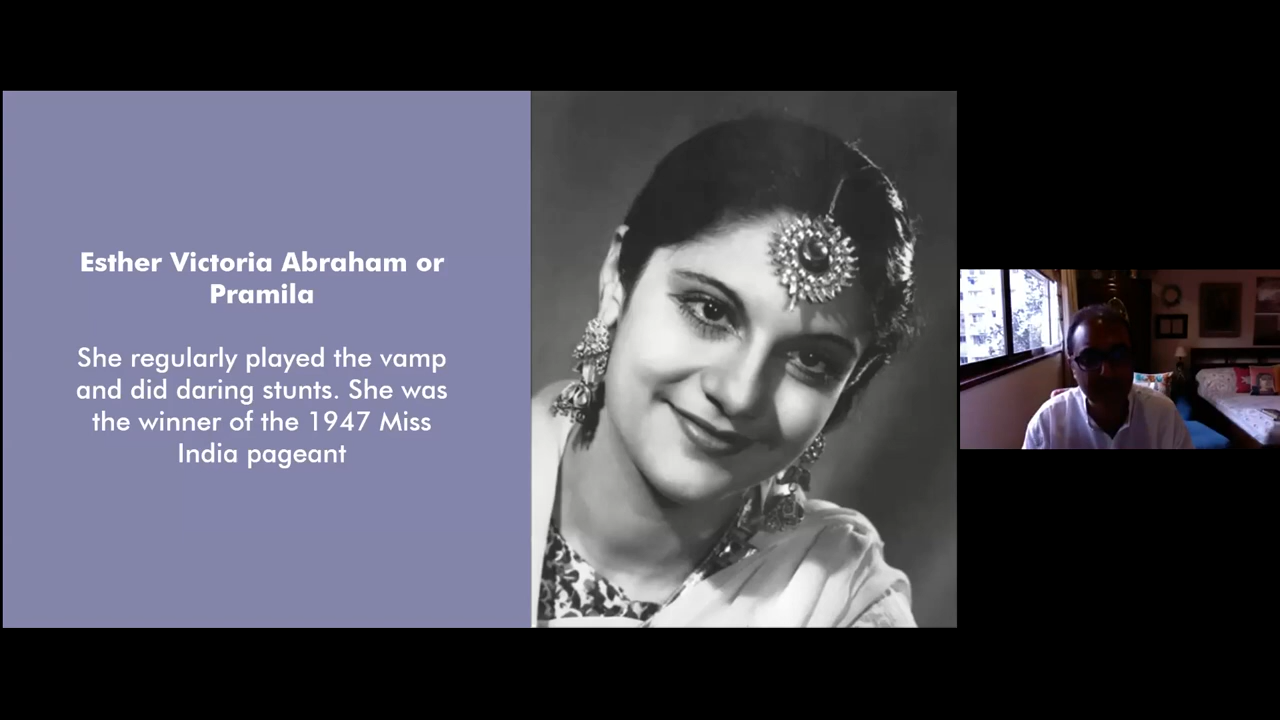 Esther Victoria Abraham or
Pramila
She regularly played the vamp
and did daring stunts. She was
the winner of the 1947 Miss
India pageant